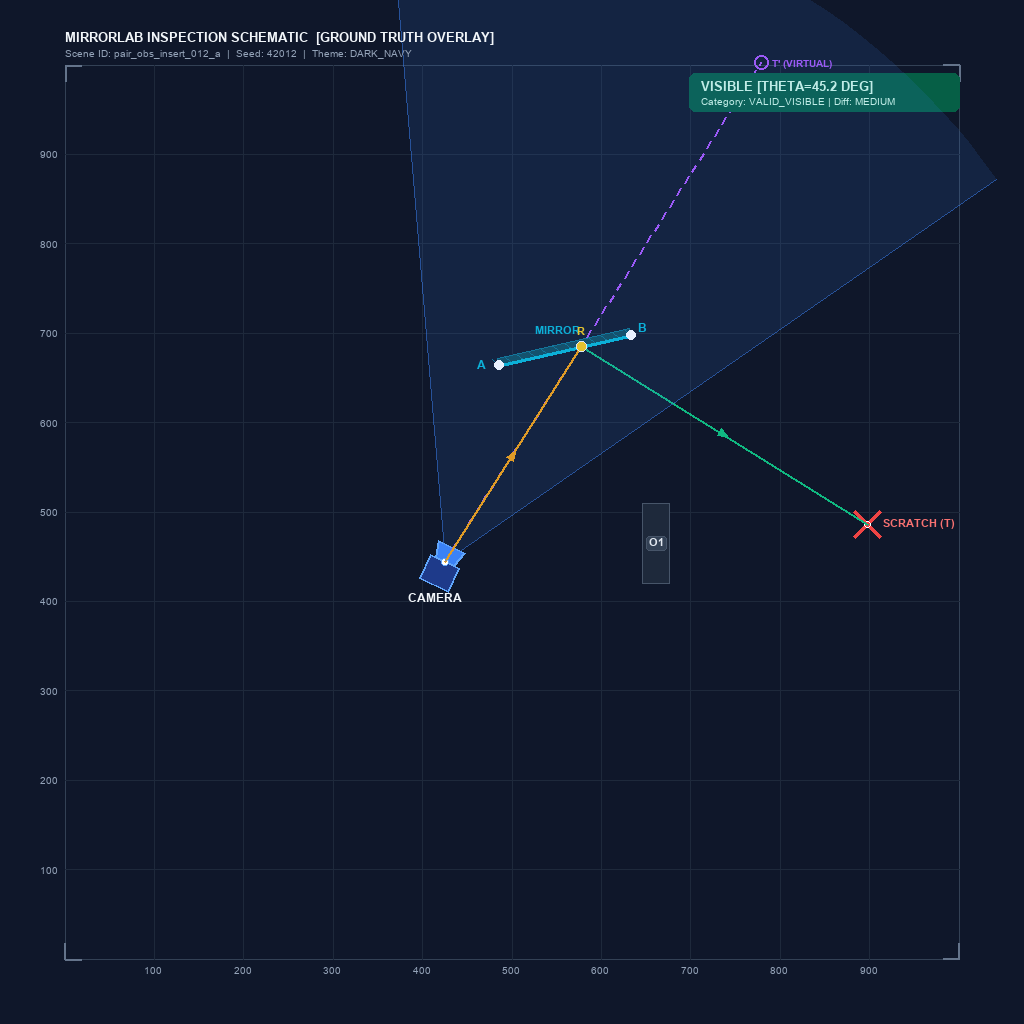 MIRRORLAB INSPECTION SCHEMATIC [GROUND TRUTH OVERLAY]
Scene ID: pair_obs_insert_012_a | Seed: 42012 | Theme: DARK_NAVY
T' (VIRTUAL)
VISIBLE [THETA=45.2 DEG]
Category: VALID_VISIBLE | Diff: MEDIUM
900
800
700
MIRROR
R
B
A
600
500
SCRATCH (T)
O1
CAMERA
400
300
200
100
100 200 300 400 500 600 700 800 900